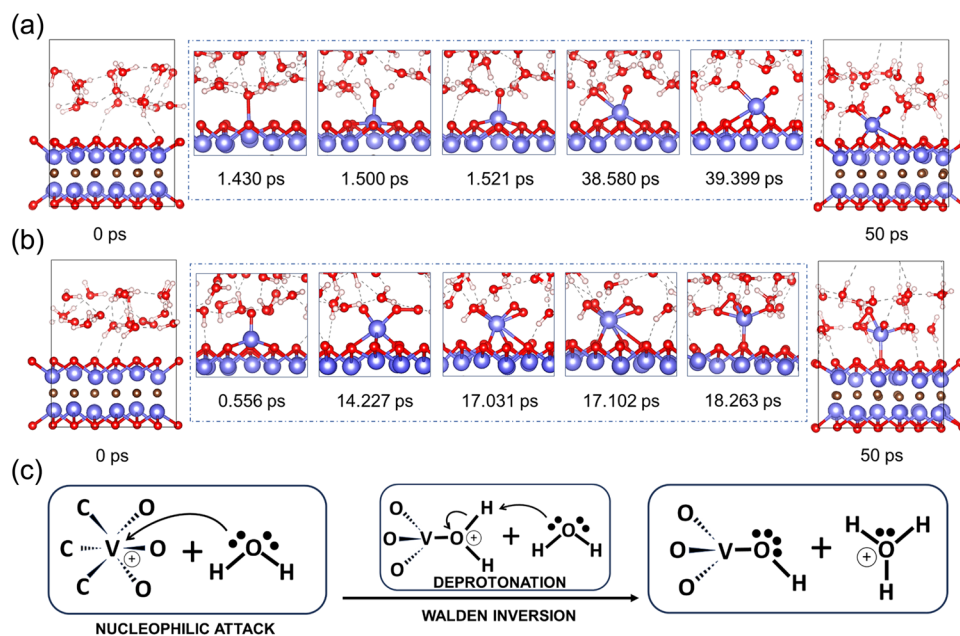 (a)
1.430 ps 1.500 ps 1.521 ps 38.580 ps 39.399 ps
0 ps 50 ps
(b)
0.556 ps 14.227 ps 17.031 ps 17.102 ps 18.263 ps
0 ps 50 ps
(c)
C O
C V O + O
C O H H
NUCLEOPHILIC ATTACK
O H
O V O + O
O H H H
DEPROTONATION
WALDEN INVERSION
O
O V O + H O H
O H H